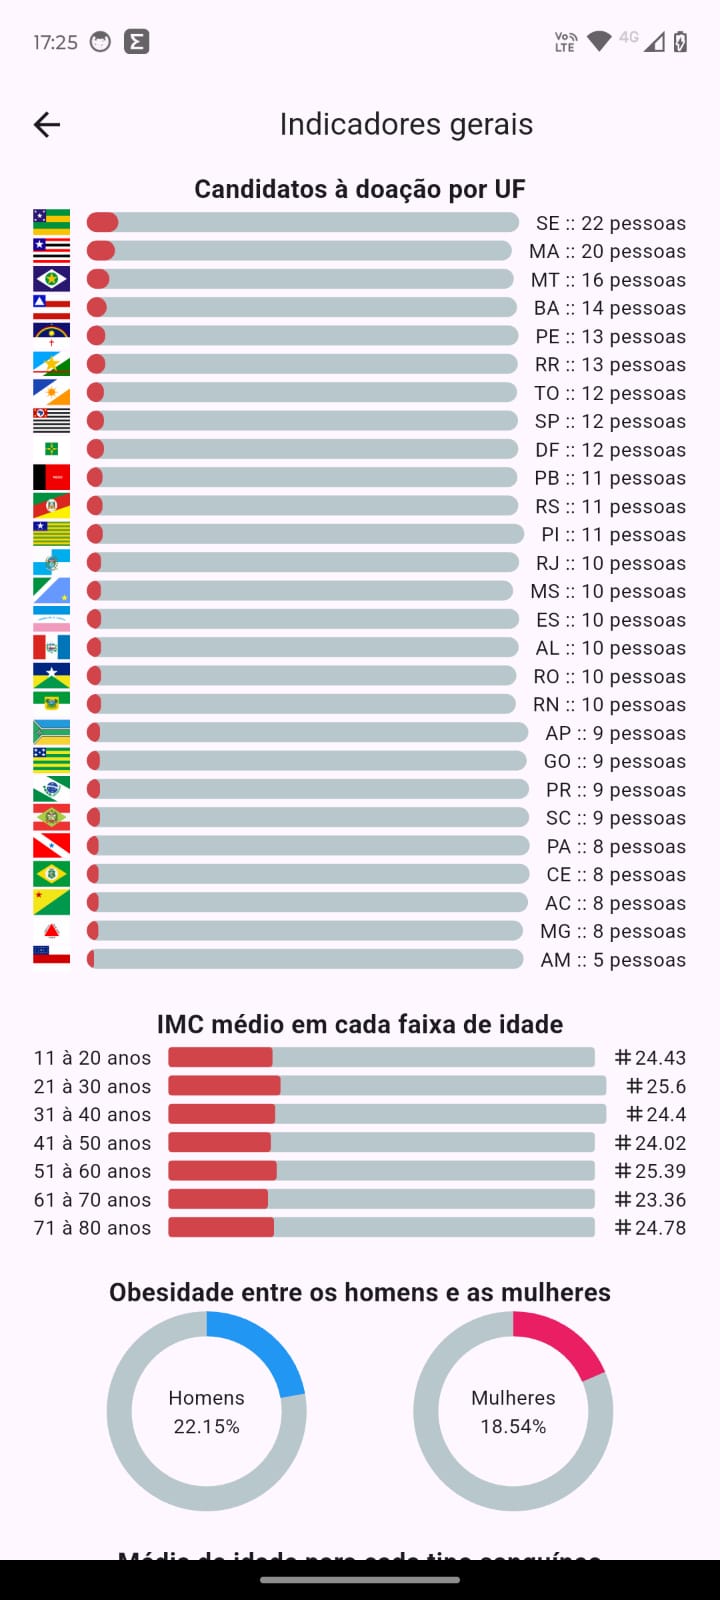 17:25
Vo))
LTE
4G
Indicadores gerais
Candidatos à doação por UF
SE :: 22 pessoas
MA :: 20 pessoas
MT :: 16 pessoas
BA :: 14 pessoas
PE :: 13 pessoas
RR :: 13 pessoas
TO :: 12 pessoas
SP :: 12 pessoas
DF :: 12 pessoas
PB :: 11 pessoas
RS :: 11 pessoas
PI :: 11 pessoas
RJ :: 10 pessoas
MS :: 10 pessoas
ES :: 10 pessoas
AL :: 10 pessoas
RO :: 10 pessoas
RN :: 10 pessoas
AP :: 9 pessoas
GO :: 9 pessoas
PR :: 9 pessoas
SC :: 9 pessoas
PA :: 8 pessoas
CE :: 8 pessoas
AC :: 8 pessoas
MG :: 8 pessoas
AM :: 5 pessoas
IMC médio em cada faixa de idade
11 à 20 anos #24.43
21 à 30 anos #25.6
31 à 40 anos #24.4
41 à 50 anos #24.02
51 à 60 anos #25.39
61 à 70 anos #23.36
71 à 80 anos #24.78
Obesidade entre os homens e as mulheres
Homens
22.15%
Mulheres
18.54%
Média de idade para cada tipo sanguíneo